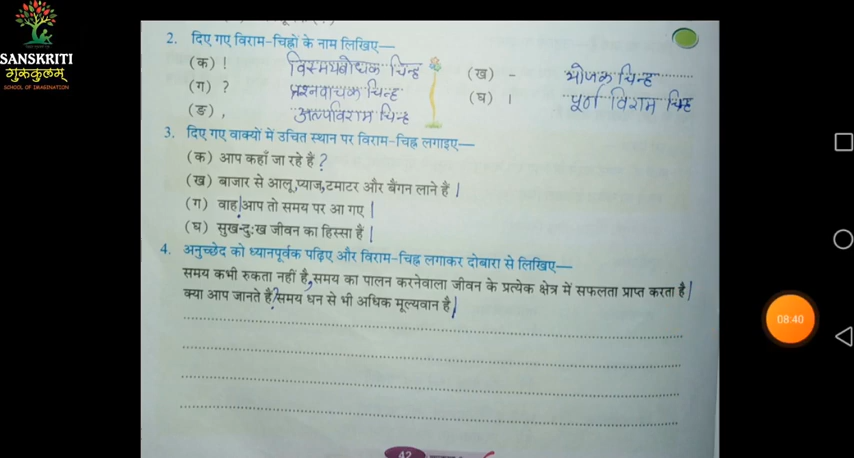 SANSKRITI
गुरुकुलम्
SCHOOL OF IMAGINATION
2. दिए गए विराम-चिह्नों के नाम लिखिए—
(क) ! विस्मयबोधक चिन्ह (ख) - योजक चिन्ह
(ग) ? प्रश्नवाचक चिन्ह (घ) । पूर्ण विराम चिन्ह
(ङ) , अल्पविराम चिन्ह
3. दिए गए वाक्यों में उचित स्थान पर विराम-चिह्न लगाइए—
(क) आप कहाँ जा रहे हैं ?
(ख) बाजार से आलू,प्याज,टमाटर और बैंगन लाने हैं |
(ग) वाह!आप तो समय पर आ गए |
(घ) सुख-दुःख जीवन का हिस्सा है |
4. अनुच्छेद को ध्यानपूर्वक पढ़िए और विराम-चिह्न लगाकर दोबारा से लिखिए—
समय कभी रुकता नहीं है,समय का पालन करनेवाला जीवन के प्रत्येक क्षेत्र में सफलता प्राप्त करता है|
क्या आप जानते हैं?समय धन से भी अधिक मूल्यवान है|
42
08:40